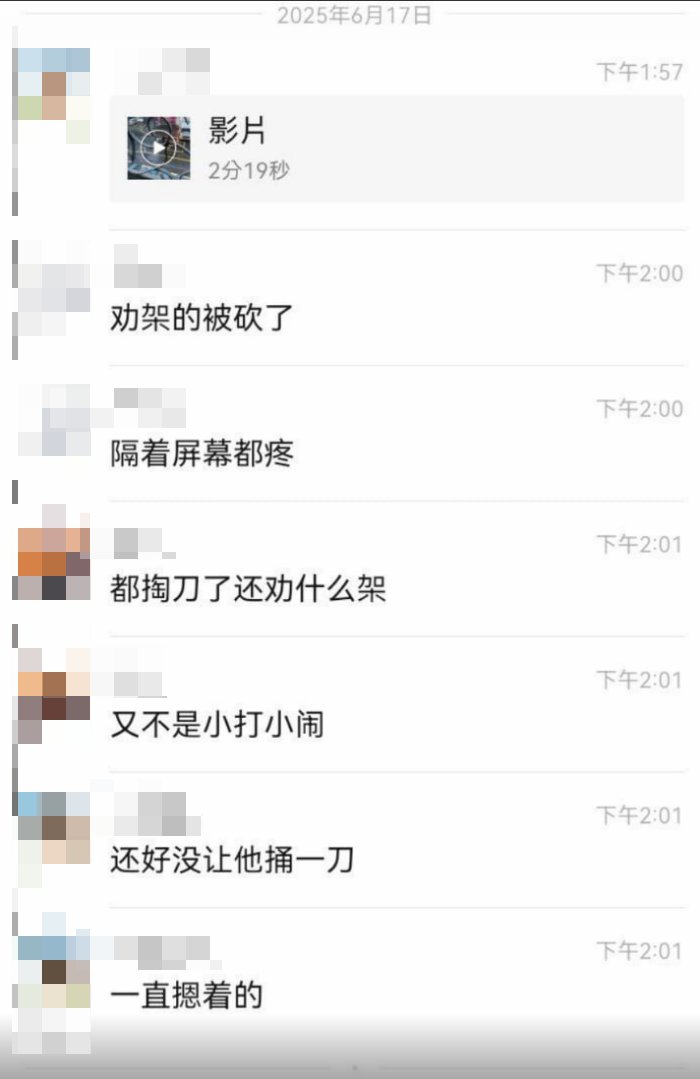 2025年6月17日
下午1:57
影片
2分19秒
下午2:00
劝架的被砍了
下午2:00
隔着屏幕都疼
下午2:01
都掏刀了还劝什么架
下午2:01
又不是小打小闹
下午2:01
还好没让他捅一刀
下午2:01
一直摁着的